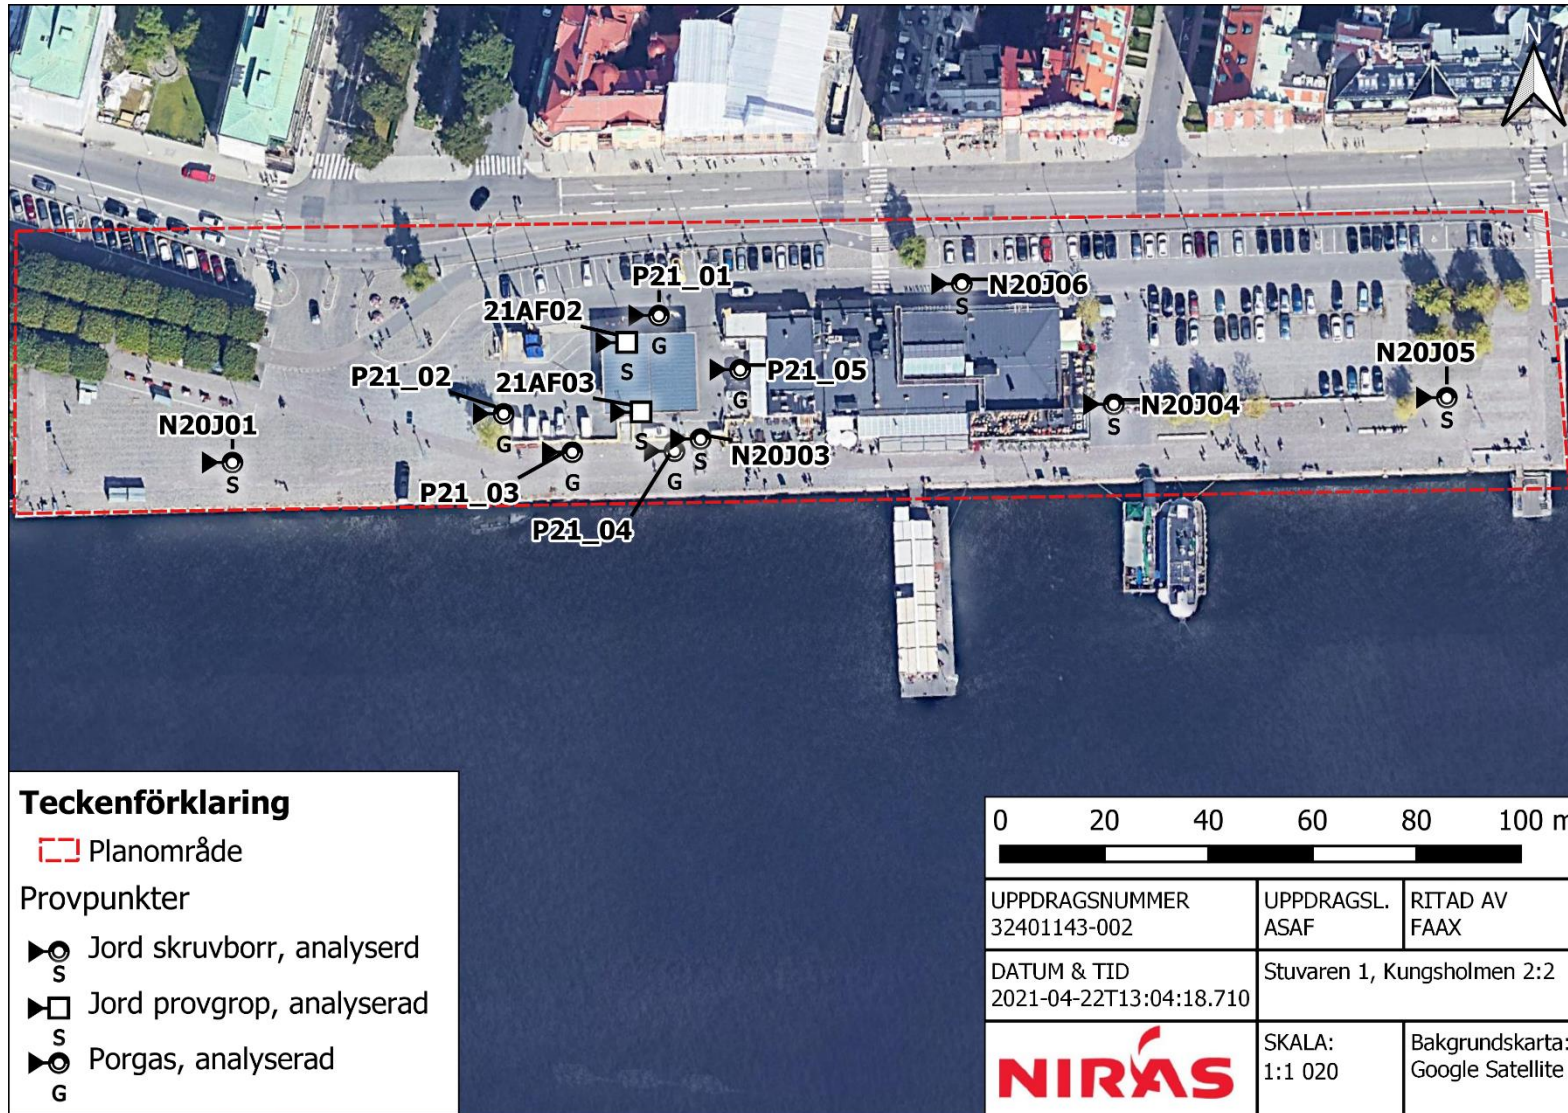 N
P21_01
21AF02
G
S
N20J06
S
P21_02
G
21AF03
S
P21_05
G
N20J05
S
N20J04
S
N20J01
S
N20J03
S
P21_03
G
P21_04
G
Teckenförklaring
Planområde
Provpunkter
Jord skruvborr, analyserd
S
Jord provgrop, analyserad
S
Porgas, analyserad
G
0 20 40 60 80 100 m
UPPDRAGSNUMMER
32401143-002
UPPDRAGSL.
ASAF
RITAD AV
FAAX
DATUM & TID
2021-04-22T13:04:18.710
Stuvaren 1, Kungsholmen 2:2
NIRAS
SKALA:
1:1 020
Bakgrundskarta:
Google Satellite